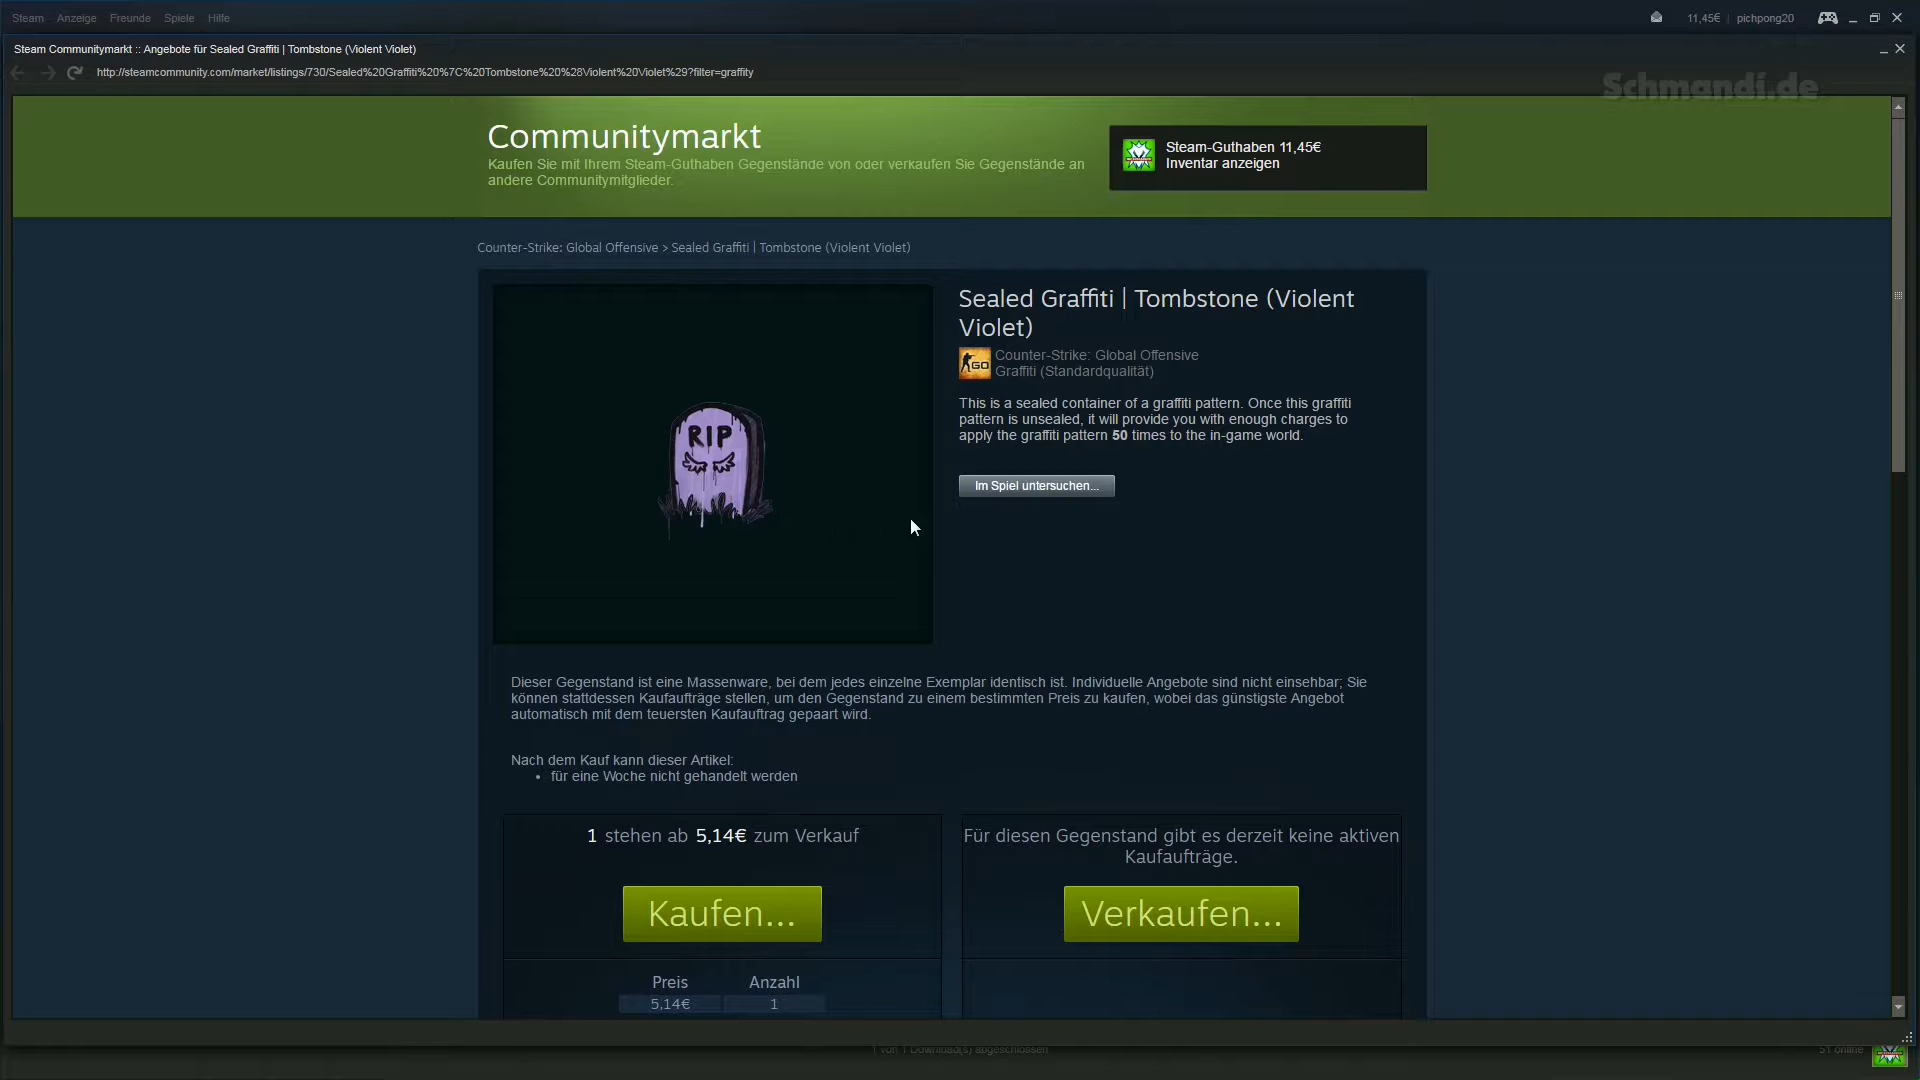 Steam Anzeige Freunde Spiele Hilfe
11,45€ | pichpong20
Steam Communitymarkt :: Angebote für Sealed Graffiti | Tombstone (Violent Violet)
http://steamcommunity.com/market/listings/730/Sealed%20Graffiti%20%7C%20Tombstone%20%28Violent%20Violet%29?filter=graffity
Schmandi.de
Communitymarkt
Kaufen Sie mit Ihrem Steam-Guthaben Gegenstände von oder verkaufen Sie Gegenstände an
andere Communitymitglieder.
Steam-Guthaben 11,45€
Inventar anzeigen
Counter-Strike: Global Offensive > Sealed Graffiti | Tombstone (Violent Violet)
RIP
Sealed Graffiti | Tombstone (Violent
Violet)
GO
Counter-Strike: Global Offensive
Graffiti (Standardqualität)
This is a sealed container of a graffiti pattern. Once this graffiti
pattern is unsealed, it will provide you with enough charges to
apply the graffiti pattern 50 times to the in-game world.
Im Spiel untersuchen...
Dieser Gegenstand ist eine Massenware, bei dem jedes einzelne Exemplar identisch ist. Individuelle Angebote sind nicht einsehbar; Sie
können stattdessen Kaufaufträge stellen, um den Gegenstand zu einem bestimmten Preis zu kaufen, wobei das günstigste Angebot
automatisch mit dem teuersten Kaufauftrag gepaart wird.
Nach dem Kauf kann dieser Artikel:
• für eine Woche nicht gehandelt werden
1 stehen ab 5,14€ zum Verkauf
Kaufen...
Preis Anzahl
5,14€ 1
Für diesen Gegenstand gibt es derzeit keine aktiven
Kaufaufträge.
Verkaufen...
1 von 1 Download(s) abgeschlossen
51 online